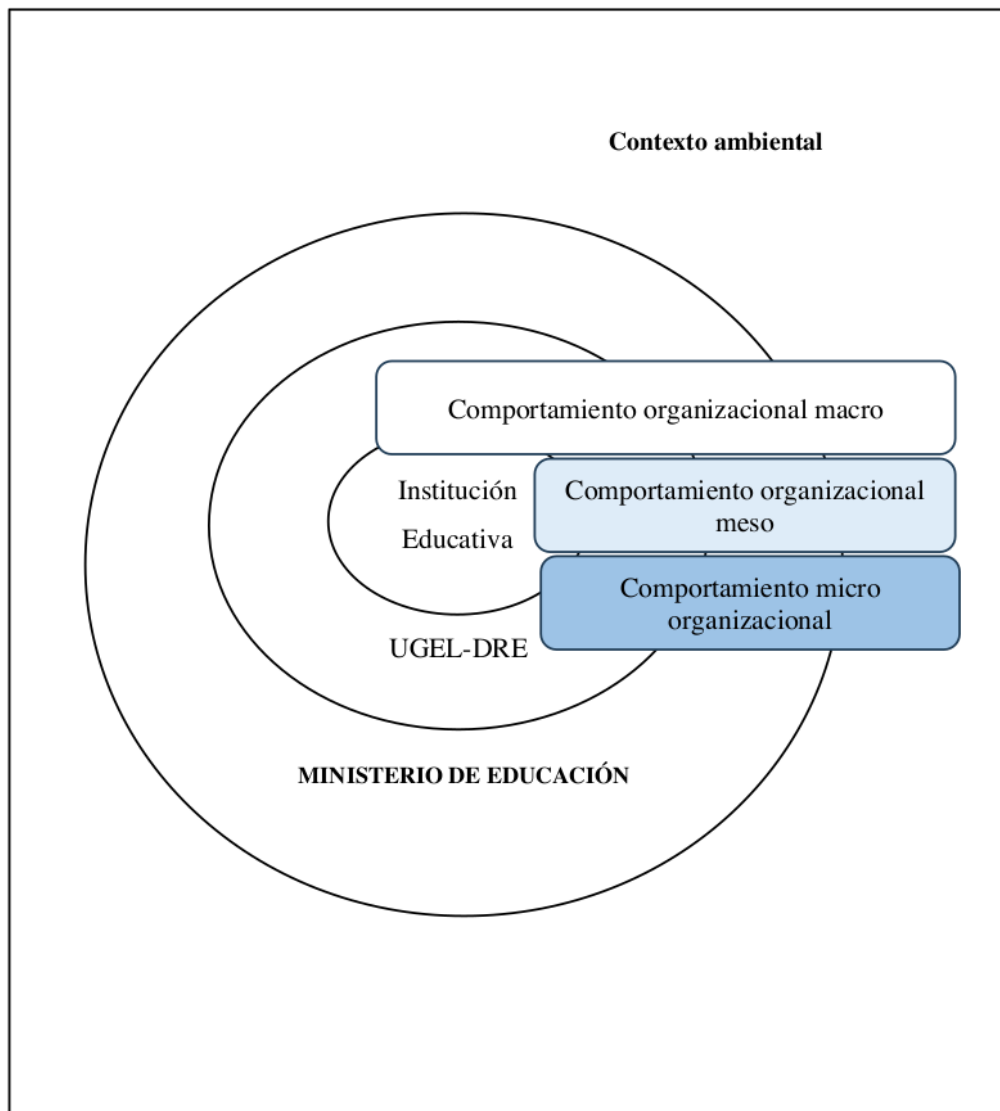 Contexto ambiental
Comportamiento organizacional macro
Institución
Educativa
Comportamiento organizacional
meso
Comportamiento micro
organizacional
UGEL-DRE
MINISTERIO DE EDUCACIÓN